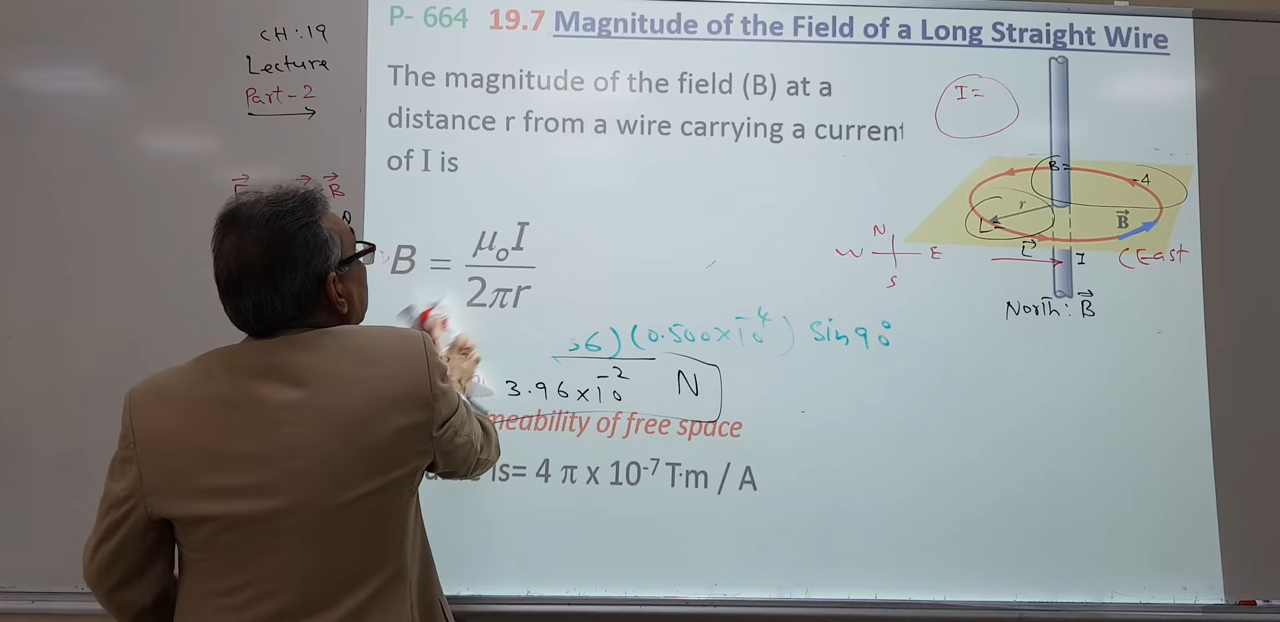 CH:19
Lecture
Part-2
P- 664 19.7 Magnitude of the Field of a Long Straight Wire
The magnitude of the field (B) at a
distance r from a wire carrying a current
of I is
B = μ₀I / 2πr
6) (0.500×10⁻⁴) Sin90°
3.96×10⁻² N
meability of free space
is= 4 π x 10⁻⁷ T·m / A
I=
B=
r
L=
B⃗
N
W E
S
I
(East
North: B⃗